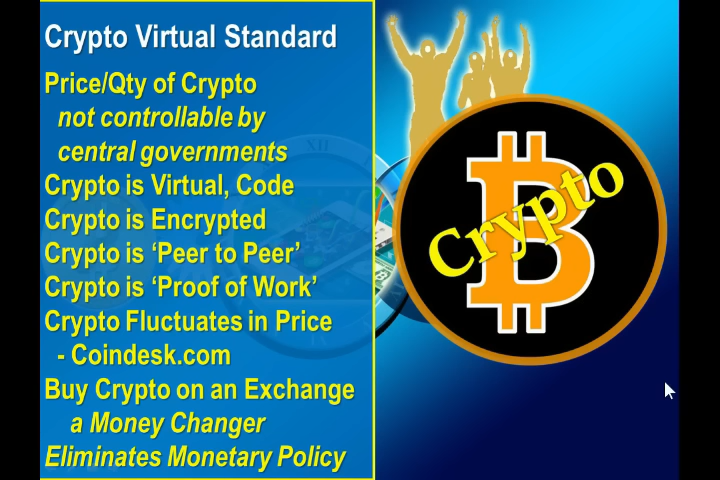 Crypto Virtual Standard
Price/Qty of Crypto
not controllable by
central governments
Crypto is Virtual, Code
Crypto is Encrypted
Crypto is ‘Peer to Peer’
Crypto is ‘Proof of Work’
Crypto Fluctuates in Price
- Coindesk.com
Buy Crypto on an Exchange
a Money Changer
Eliminates Monetary Policy
Crypto